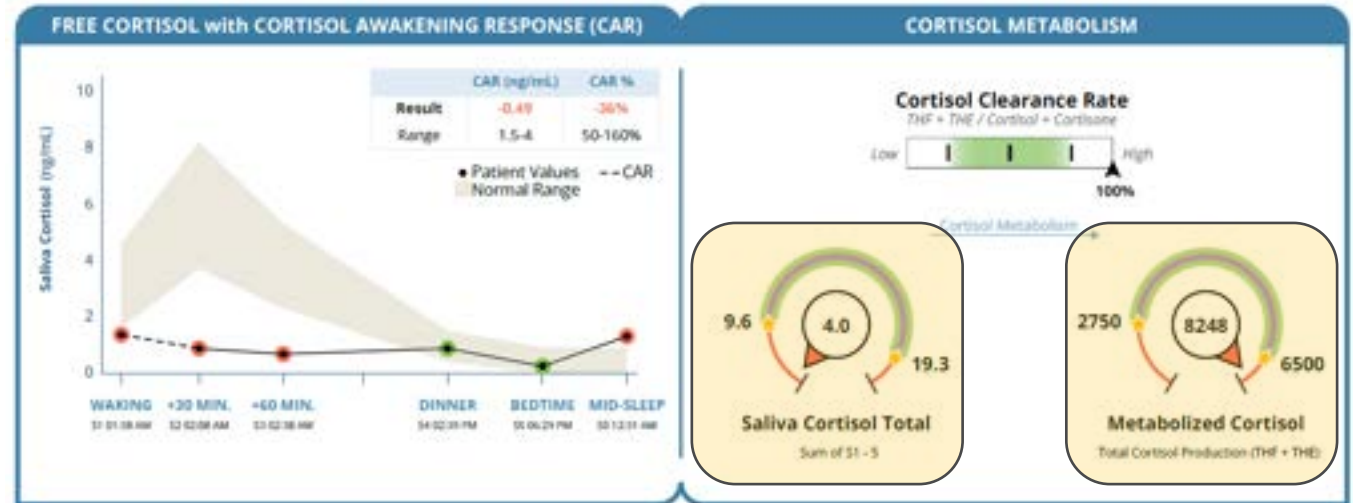 FREE CORTISOL with CORTISOL AWAKENING RESPONSE (CAR)
CAR (ng/mL) CAR %
Result -0.49 -36%
Range 1.5-4 50-160%
Patient Values --CAR
Normal Range
Saliva Cortisol (ng/mL)
10
8
6
4
2
0
WAKING +30 MIN. +60 MIN. DINNER BEDTIME MID-SLEEP
CORTISOL METABOLISM
Cortisol Clearance Rate
THF + THE / Cortisol + Cortisone
Low High
100%
Cortisol Metabolism
9.6 4.0 19.3
Saliva Cortisol Total
Sum of S1 - 5
2750 8248 6500
Metabolized Cortisol
Total Cortisol Production (THF + THE)